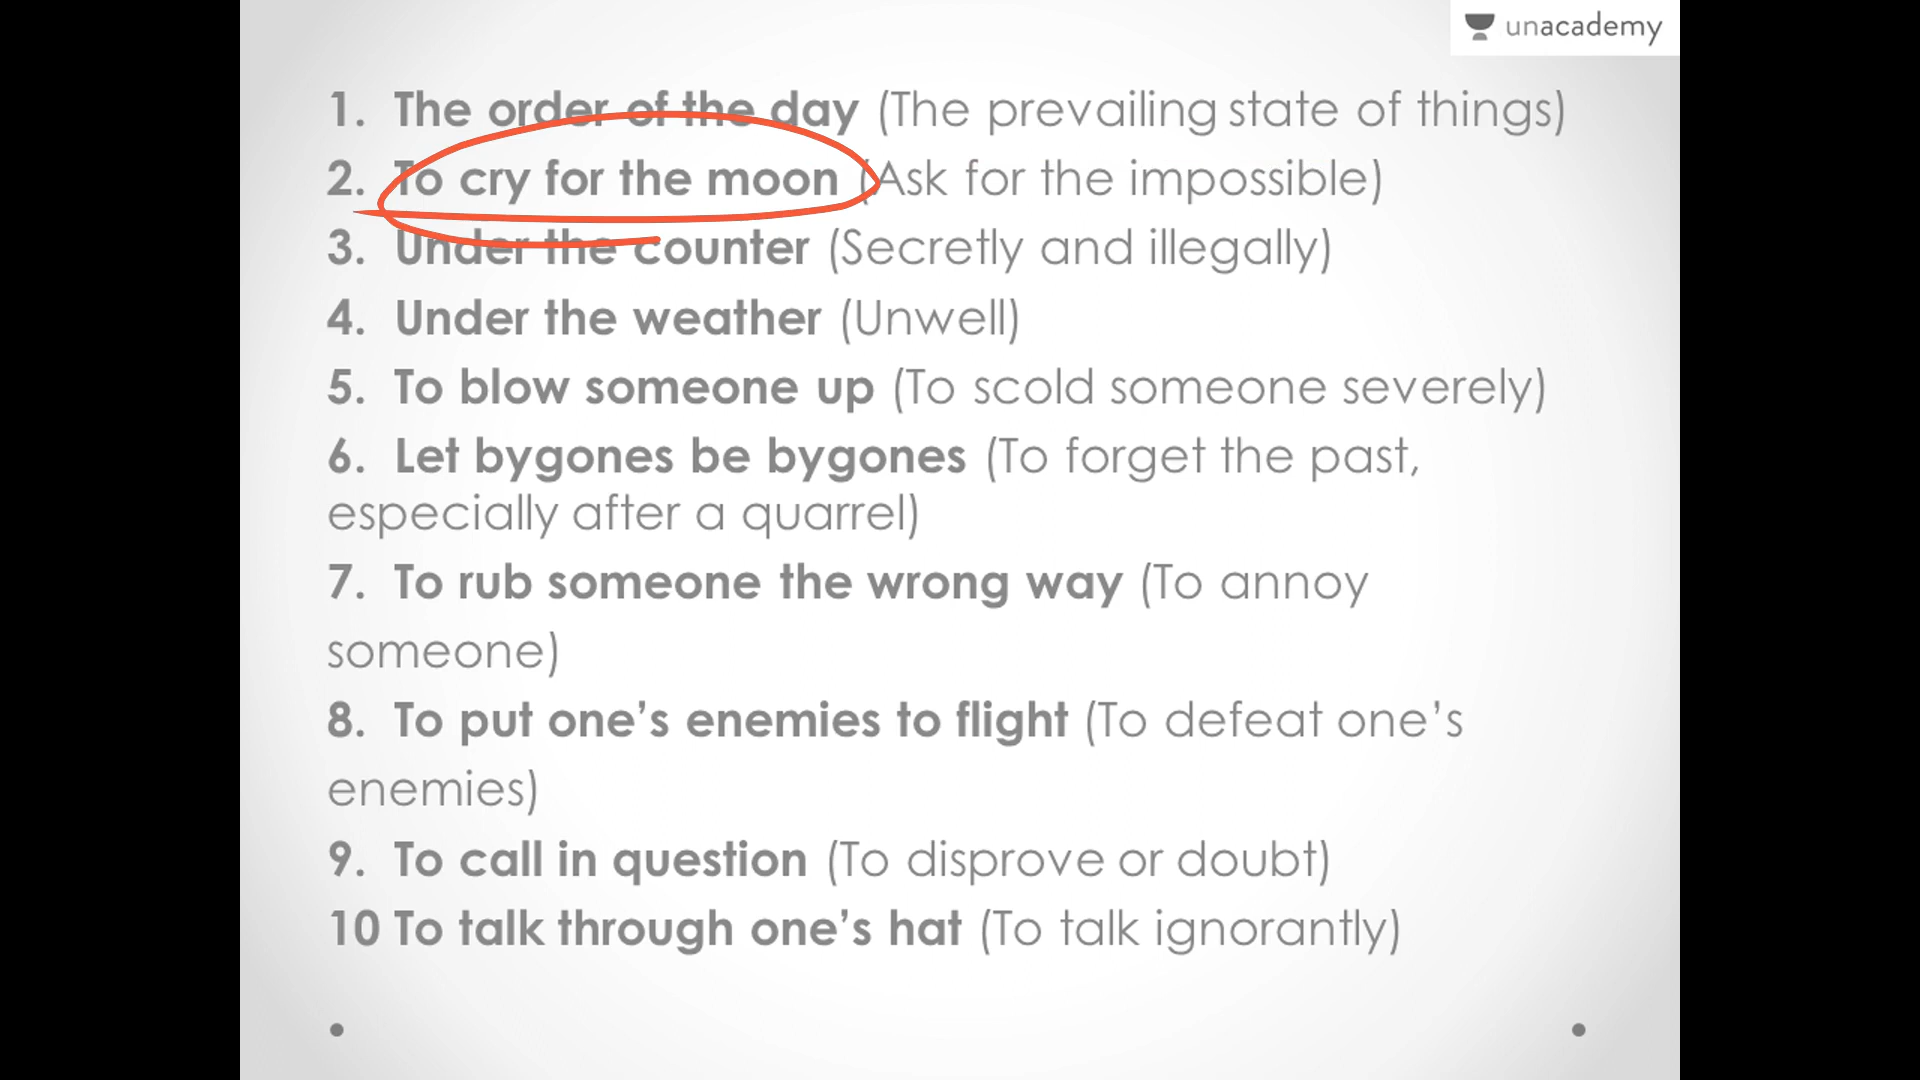 unacademy
1. The order of the day (The prevailing state of things)
2. To cry for the moon (Ask for the impossible)
3. Under the counter (Secretly and illegally)
4. Under the weather (Unwell)
5. To blow someone up (To scold someone severely)
6. Let bygones be bygones (To forget the past,
especially after a quarrel)
7. To rub someone the wrong way (To annoy
someone)
8. To put one’s enemies to flight (To defeat one’s
enemies)
9. To call in question (To disprove or doubt)
10 To talk through one’s hat (To talk ignorantly)